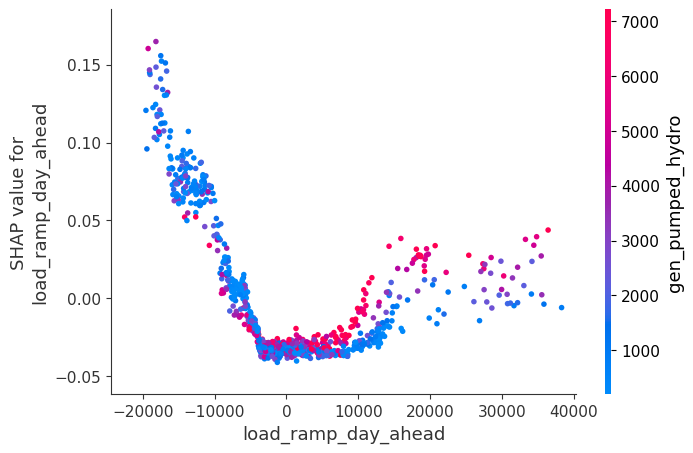 0.15
0.10
0.05
0.00
−0.05
SHAP value for
load_ramp_day_ahead
−20000 −10000 0 10000 20000 30000 40000
load_ramp_day_ahead
7000
6000
5000
4000
3000
2000
1000
gen_pumped_hydro